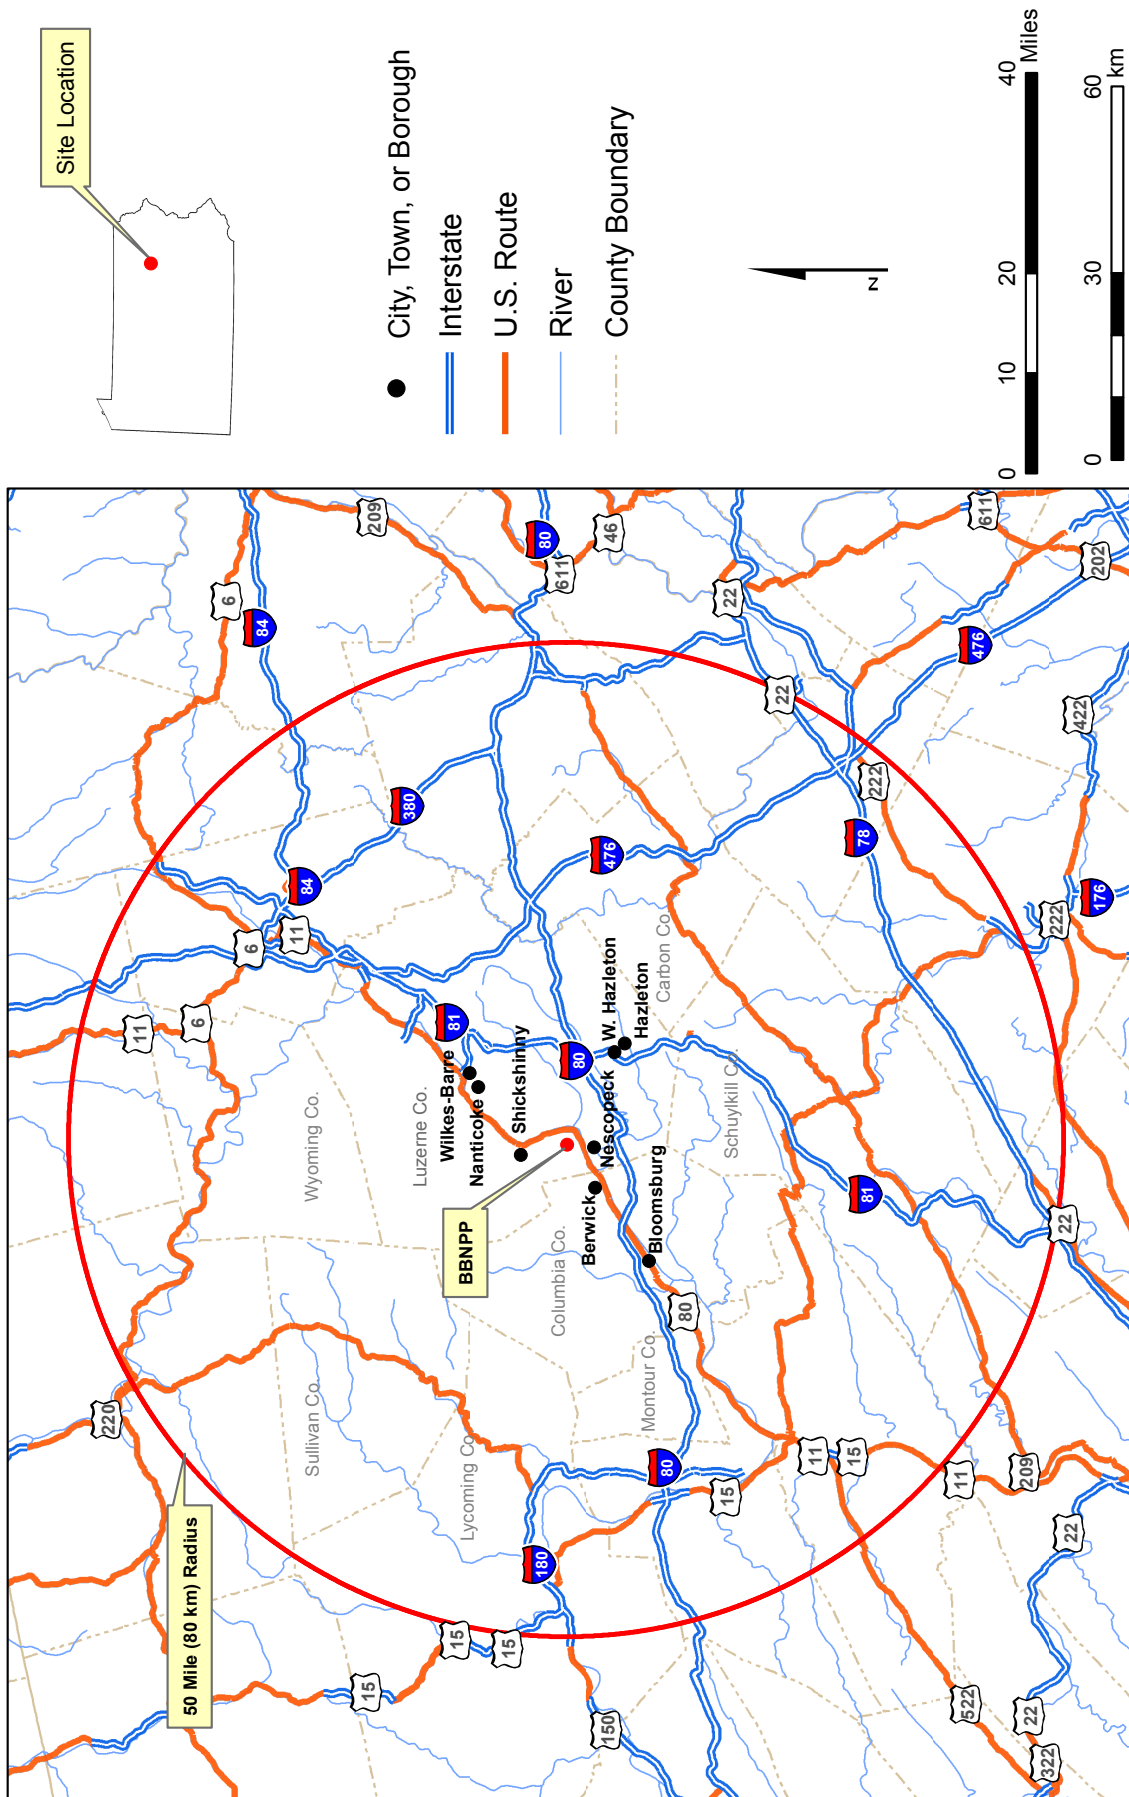 Site Location
City, Town, or Borough
Interstate
U.S. Route
River
County Boundary
N
0
10
20
40
Miles
0
30
60
km
50 Mile (80 km) Radius
BBNPP
Wyoming Co.
Luzerne Co.
Sullivan Co.
Lycoming Co.
Columbia Co.
Montour Co.
Schuylkill Co.
Carbon Co.
Wilkes-Barre
Nanticoke
Shickshinny
Nescopeck
Berwick
Bloomsburg
W. Hazleton
Hazleton
220
11
6
6
11
84
6
84
209
380
81
80
476
80
611
46
22
22
476
611
202
422
222
78
176
222
81
22
80
80
180
15
15
15
150
15
11
15
11
209
22
522
22
322